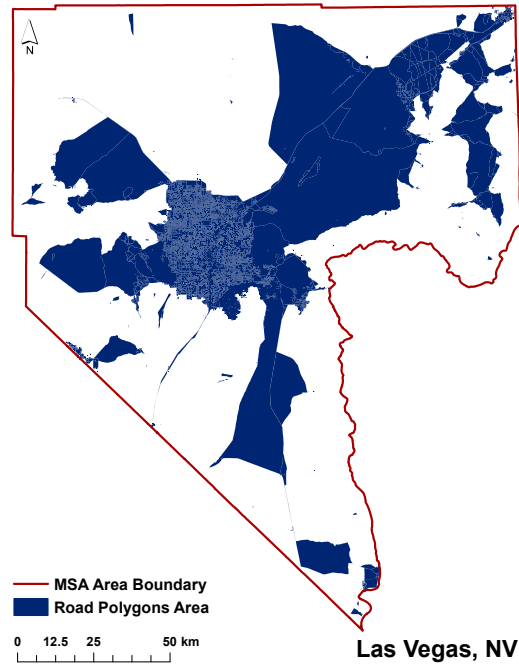 N
MSA Area Boundary
Road Polygons Area
0 12.5 25 50 km
Las Vegas, NV